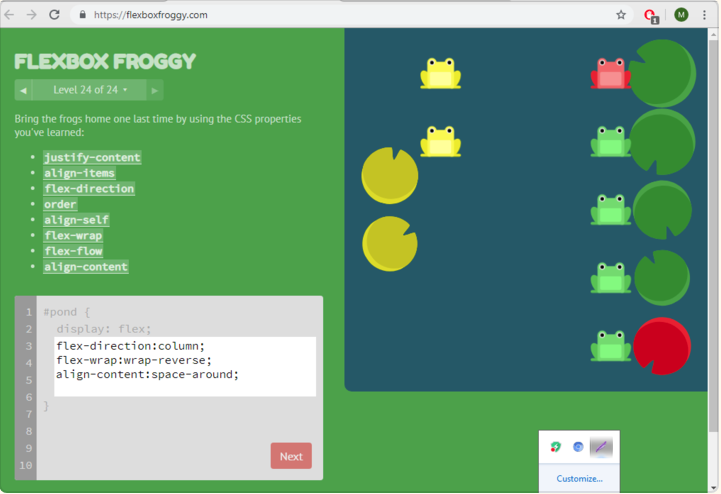 https://flexboxfroggy.com
M
1
FLEXBOX FROGGY
Level 24 of 24
Bring the frogs home one last time by using the CSS properties
you've learned:
justify-content
align-items
flex-direction
order
align-self
flex-wrap
flex-flow
align-content
1 #pond {
2 display: flex;
3 flex-direction:column;
4 flex-wrap:wrap-reverse;
5 align-content:space-around;
6
7 }
8
9
10
Next
Customize...